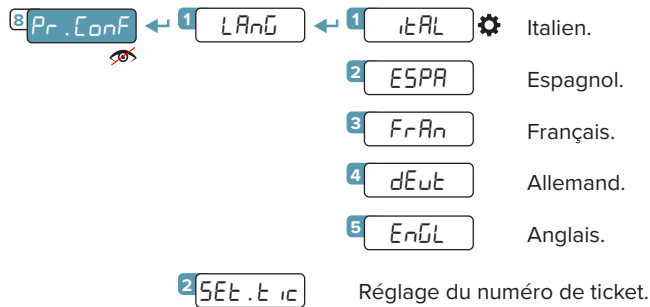 8 Pr.ConF 1 LAnG 1 itAL Italien.
2 ESPA Espagnol.
3 FrAn Français.
4 dEut Allemand.
5 EnGL Anglais.
2 SEt.tic Réglage du numéro de ticket.